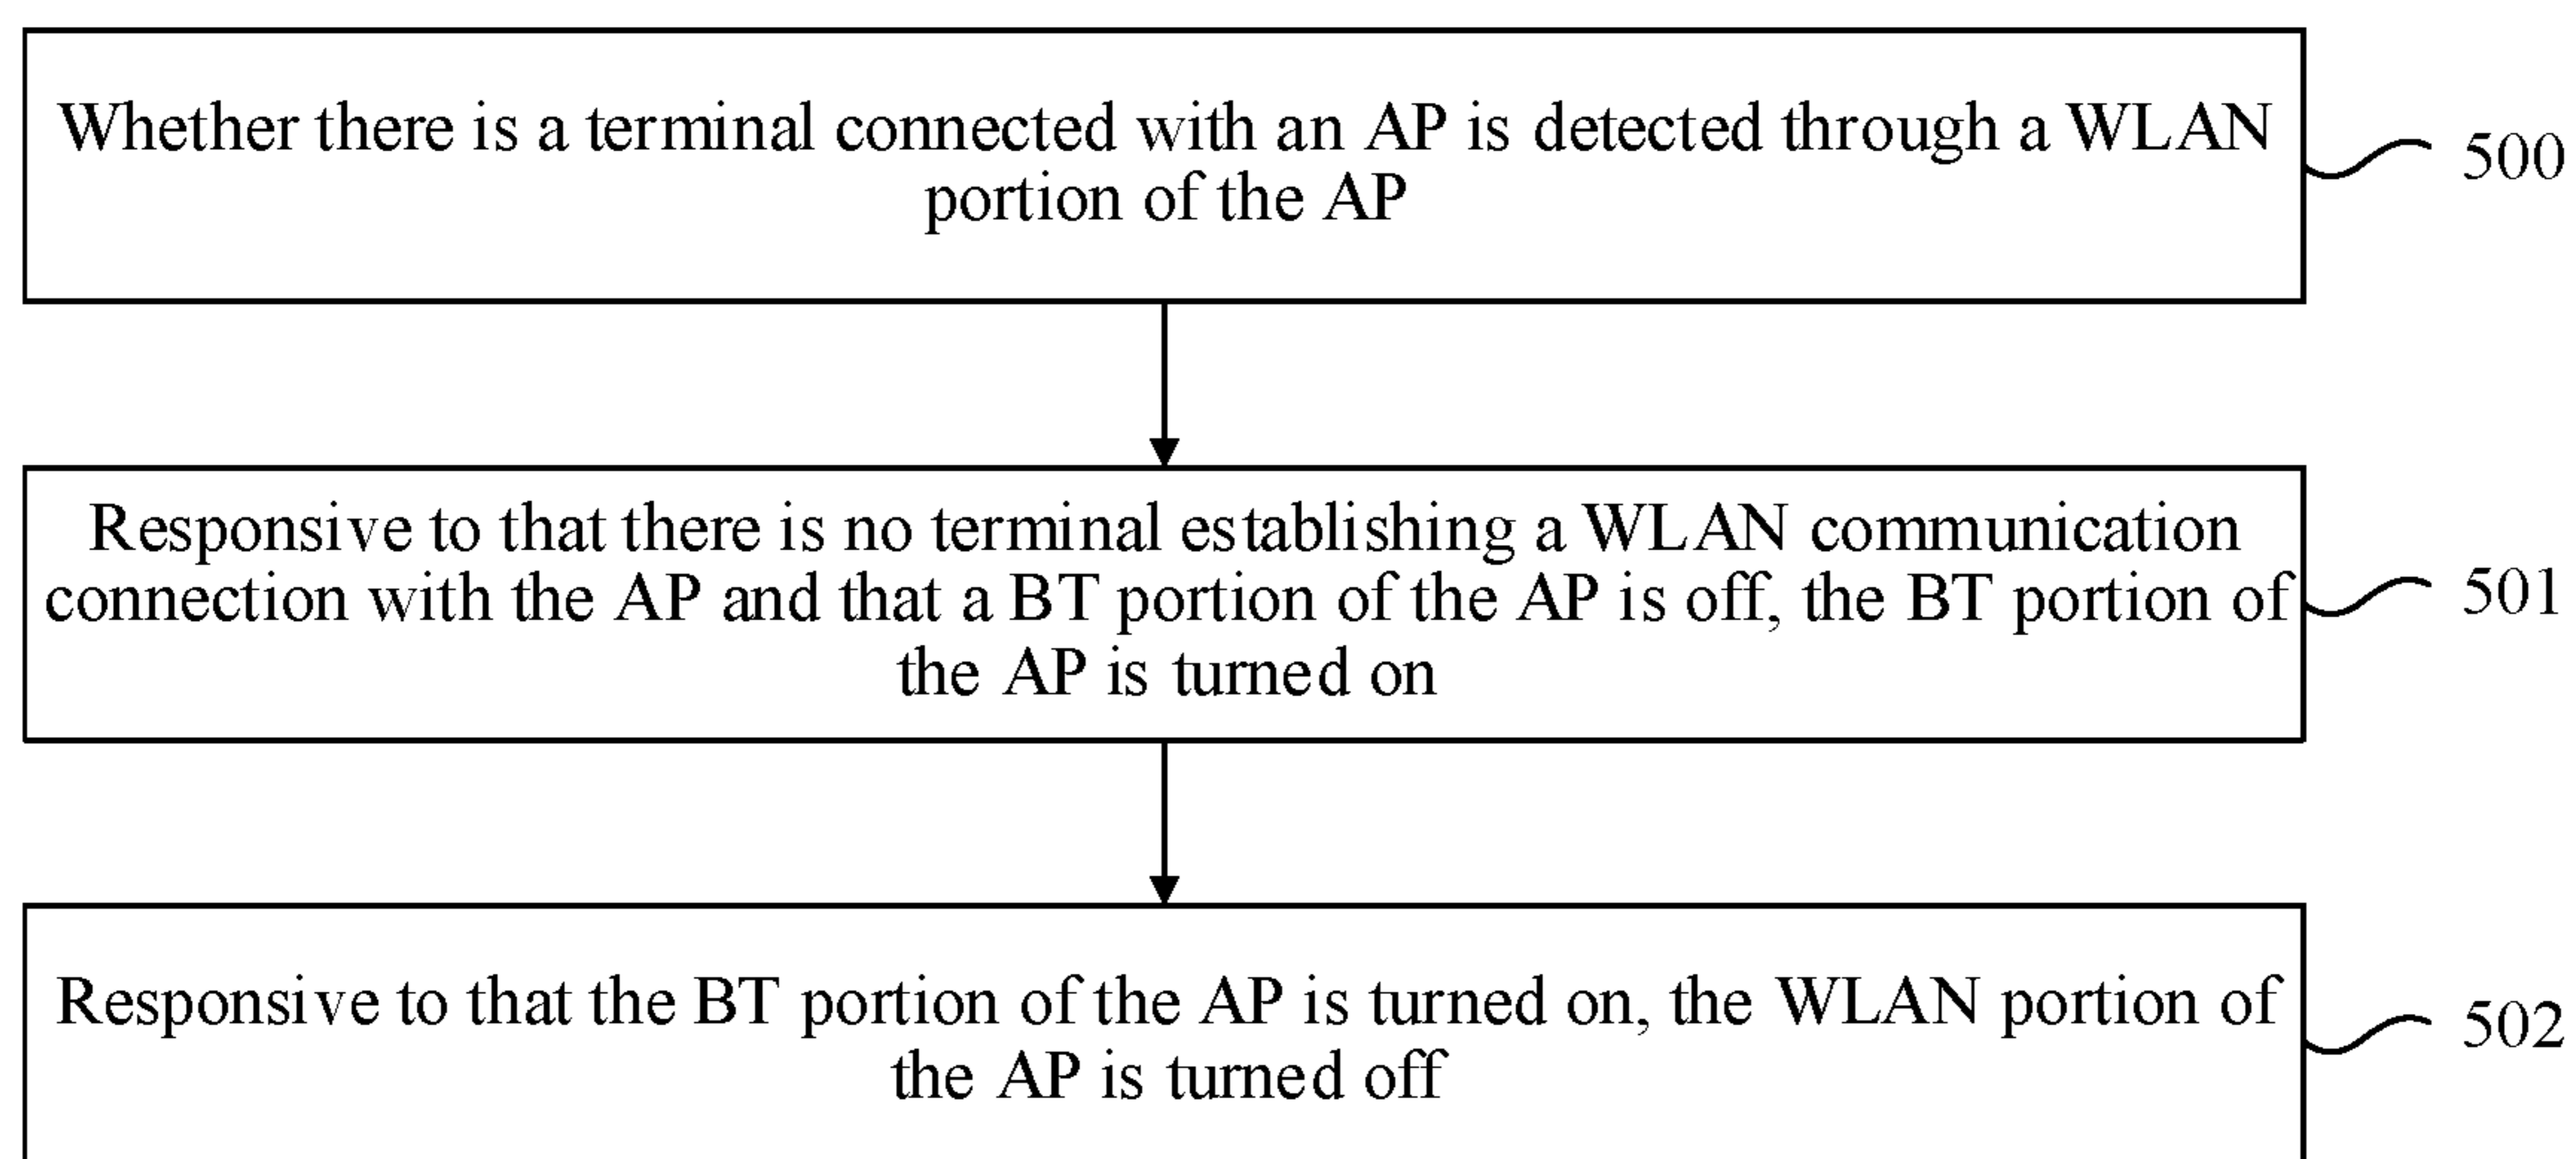 Whether there is a terminal connected with an AP is detected through a WLAN
portion of the AP
500
Responsive to that there is no terminal establishing a WLAN communication
connection with the AP and that a BT portion of the AP is off, the BT portion of
the AP is turned on
501
Responsive to that the BT portion of the AP is turned on, the WLAN portion of
the AP is turned off
502